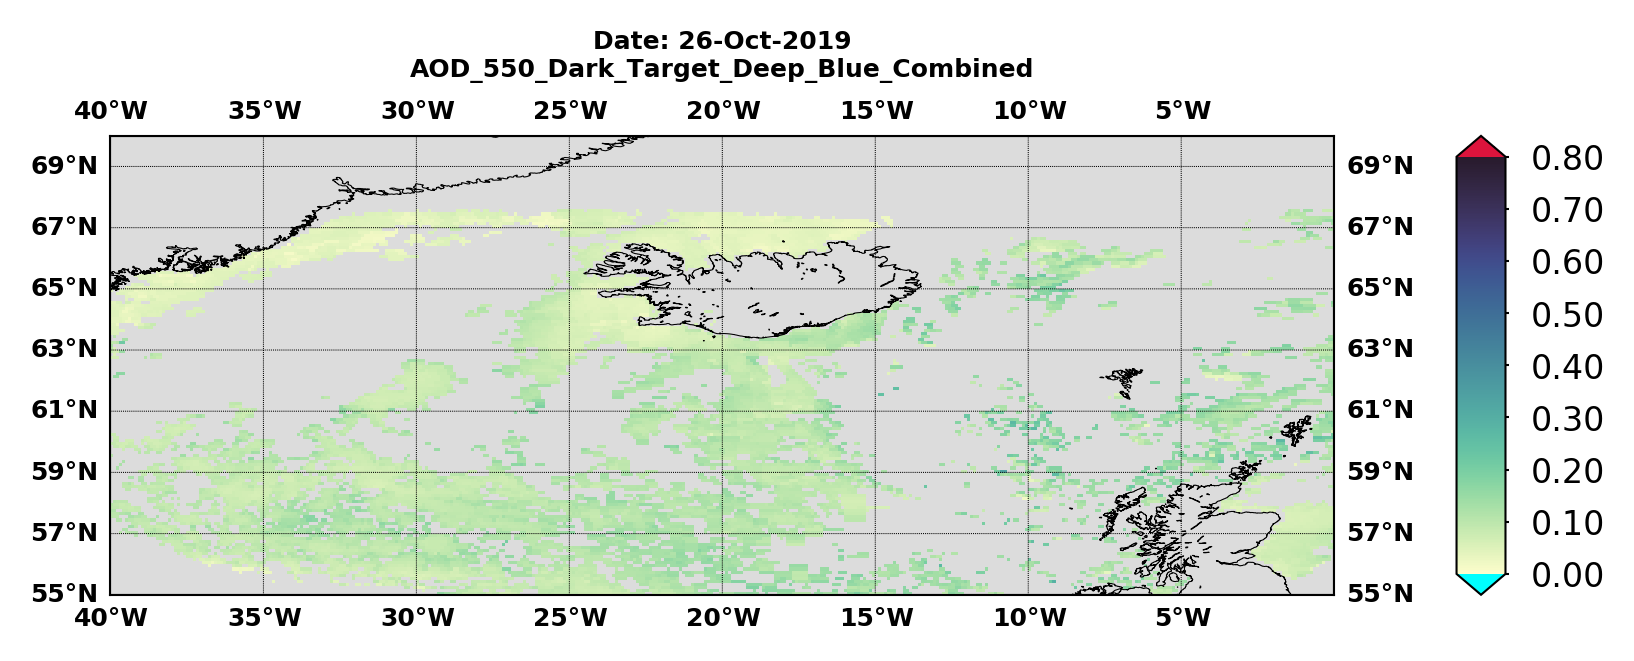 Date: 26-Oct-2019
AOD_550_Dark_Target_Deep_Blue_Combined
40°W 35°W 30°W 25°W 20°W 15°W 10°W 5°W
69°N 69°N 0.80
67°N 67°N 0.70
65°N 65°N 0.60
63°N 63°N 0.50
61°N 61°N 0.40
59°N 59°N 0.30
57°N 57°N 0.20
55°N 55°N 0.10
0.00
40°W 35°W 30°W 25°W 20°W 15°W 10°W 5°W